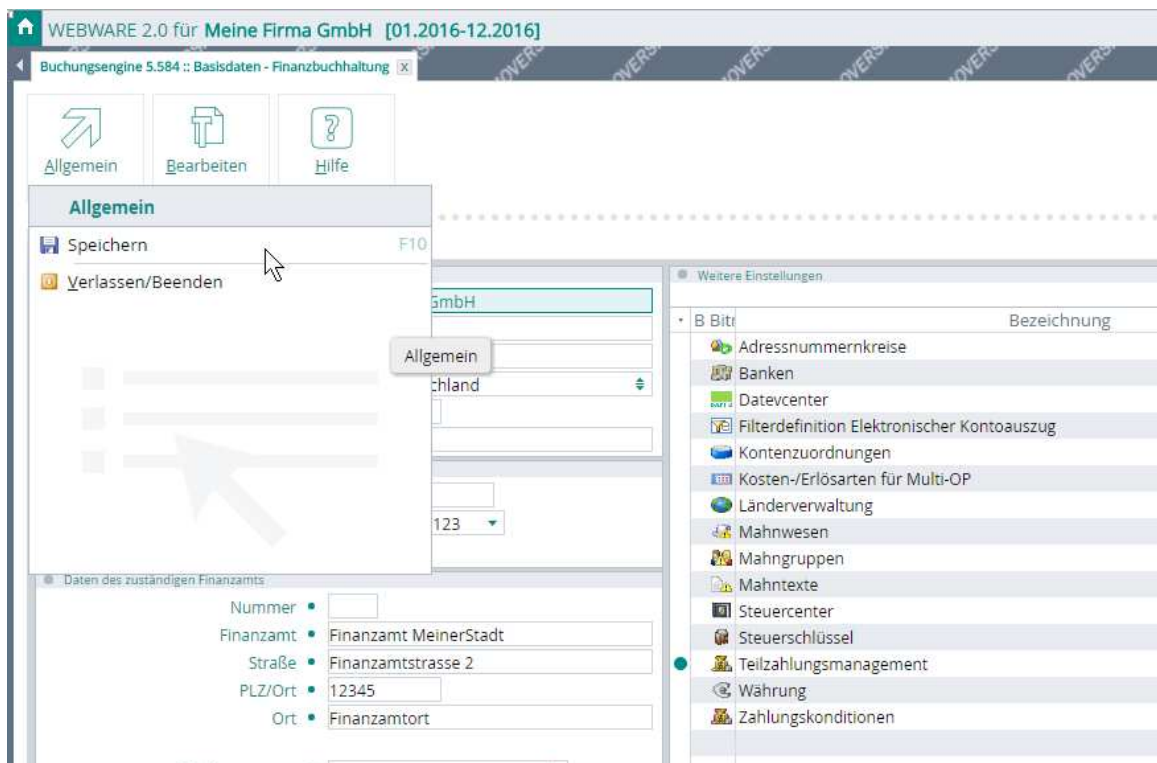 WEBWARE 2.0 für Meine Firma GmbH [01.2016-12.2016]
Buchungsengine 5.584 :: Basisdaten - Finanzbuchhaltung x
Allgemein Bearbeiten Hilfe
Allgemein
Speichern F10
Verlassen/Beenden
GmbH
Allgemein
chland
123
Weitere Einstellungen
B Bitr Bezeichnung
Adressnummernkreise
Banken
Datevcenter
Filterdefinition Elektronischer Kontoauszug
Kontenzuordnungen
Kosten-/Erlösarten für Multi-OP
Länderverwaltung
Mahnwesen
Mahngruppen
Mahntexte
Steuercenter
Steuerschlüssel
Teilzahlungsmanagement
Währung
Zahlungskonditionen
Daten des zuständigen Finanzamts
Nummer
Finanzamt Finanzamt MeinerStadt
Straße Finanzamtstrasse 2
PLZ/Ort 12345
Ort Finanzamtort